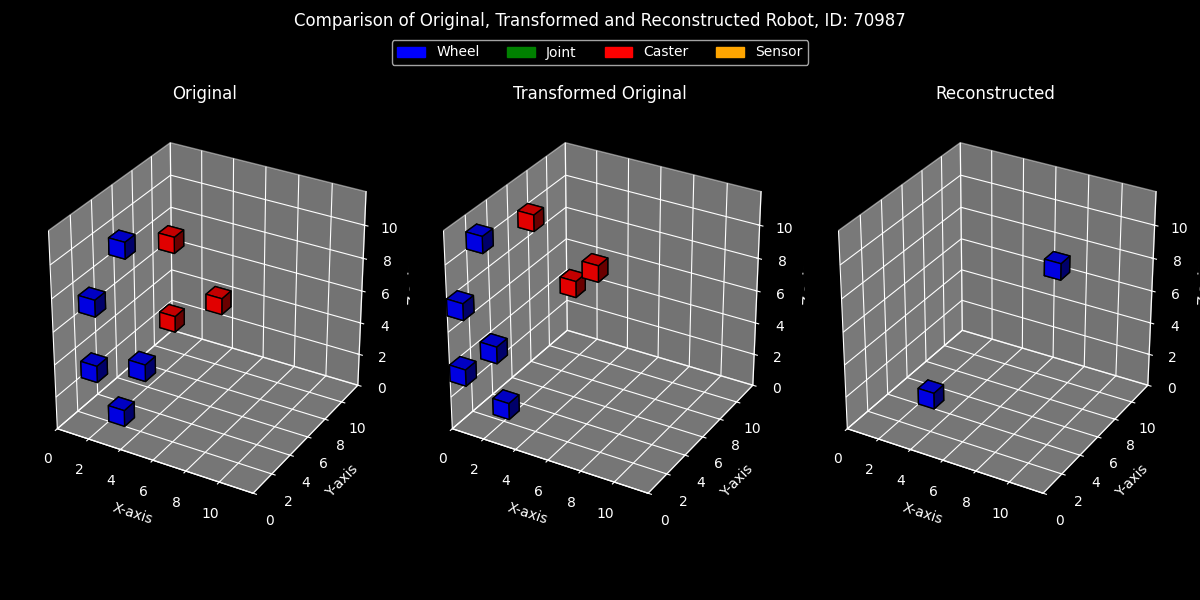 Comparison of Original, Transformed and Reconstructed Robot, ID: 70987
Wheel Joint Caster Sensor
Original
Transformed Original
Reconstructed
0 2 4 6 8 10
X-axis
0 2 4 6 8 10
Y-axis
0 2 4 6 8 10
0 2 4 6 8 10
X-axis
0 2 4 6 8 10
Y-axis
0 2 4 6 8 10
0 2 4 6 8 10
X-axis
0 2 4 6 8 10
Y-axis
0 2 4 6 8 10